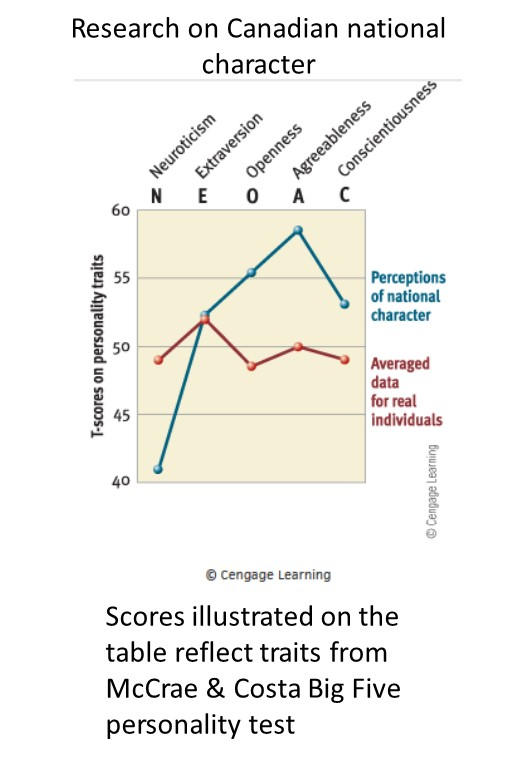 Research on Canadian national
character
Neuroticism
Extraversion
Openness
Agreeableness
Conscientiousness
N E O A C
60
55
50
45
40
T-scores on personality traits
Perceptions
of national
character
Averaged
data
for real
individuals
© Cengage Learning
© Cengage Learning
Scores illustrated on the
table reflect traits from
McCrae & Costa Big Five
personality test